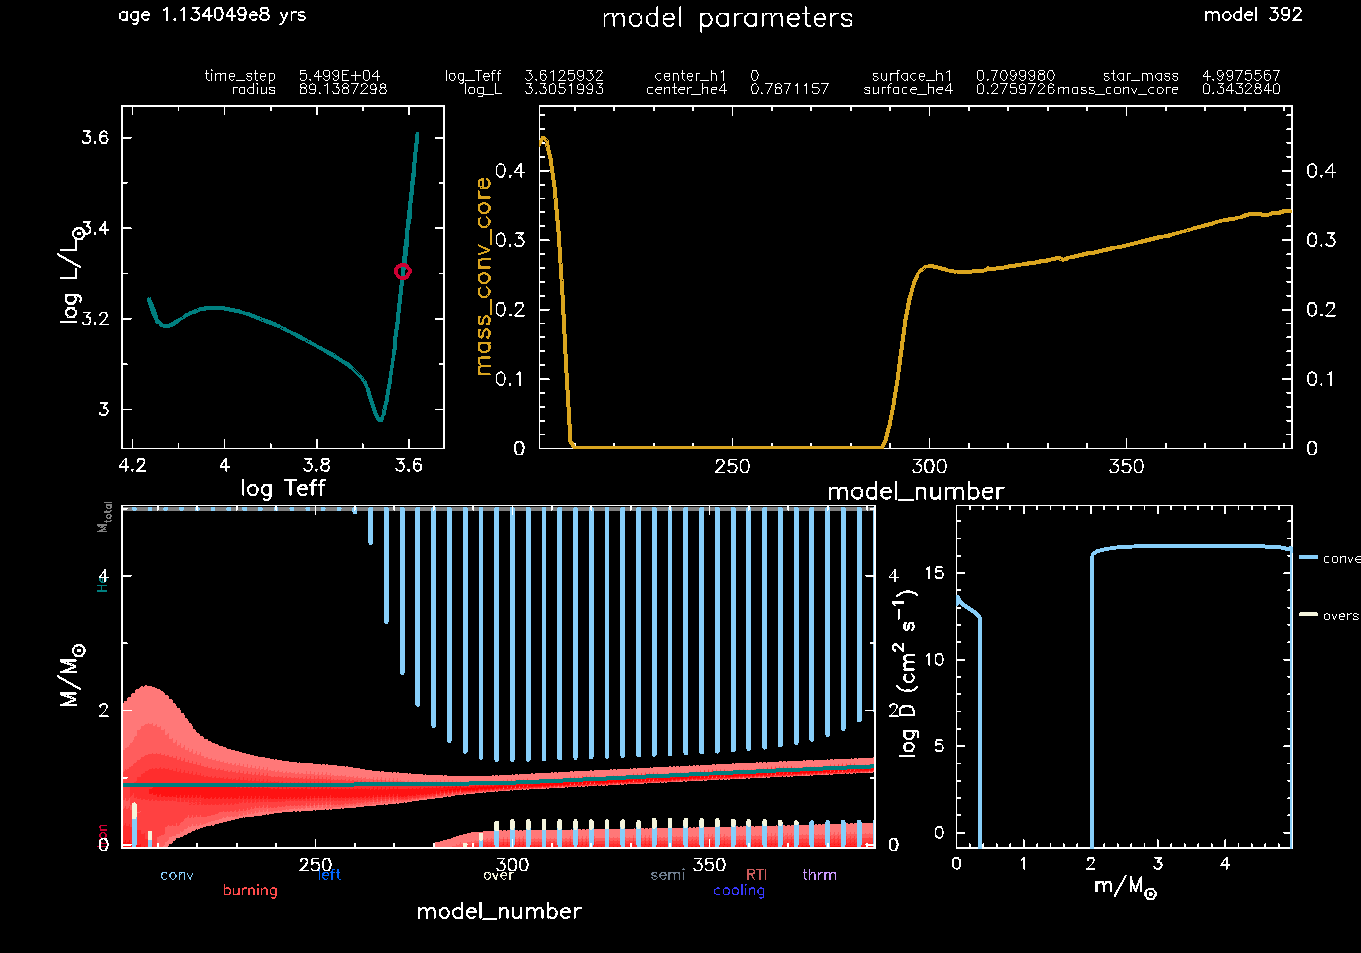 age 1.134049e8 yrs model parameters model 392
time_step 5.499E+04 log_Teff 3.6125932 center_h1 0 surface_h1 0.7099980 star_mass 4.9975567
radius 89.1387298 log_L 3.3051993 center_he4 0.7871157 surface_he4 0.2759726 mass_conv_core 0.3432840
log L/L⊙
3.6
3.4
3.2
3
4.2 4 3.8 3.6
log Teff
mass_conv_core
0.4 0.4
0.3 0.3
0.2 0.2
0.1 0.1
0 0
250 300 350
model_number
M/M⊙
Mtotal
He
4 4
2 2
0 0
250 300 350
conv left over semi RTI thrm
burning cooling
model_number
log D (cm² s⁻¹)
15
10
5
0
0 1 2 3 4
m/M⊙
conve
overs